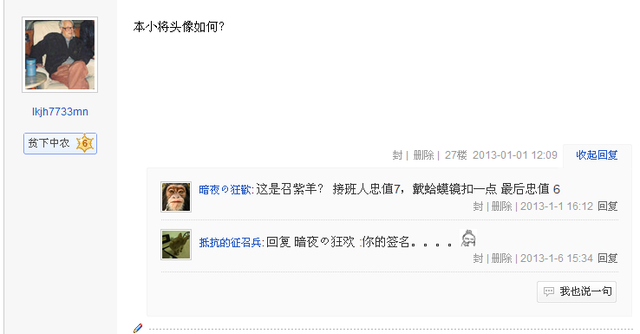 本小将头像如何?
lkjh7733mn
贫下中农 6
封 | 删除 | 27楼 2013-01-01 12:09 收起回复
暗夜の狂歡: 这是召紫羊? 接班人忠值7，戴蛤蟆镜扣一点 最后忠值 6
封 | 删除 | 2013-1-1 16:12 回复
抵抗的征召兵: 回复 暗夜の狂欢 :你的签名。。。。
封 | 删除 | 2013-1-6 15:34 回复
我也说一句